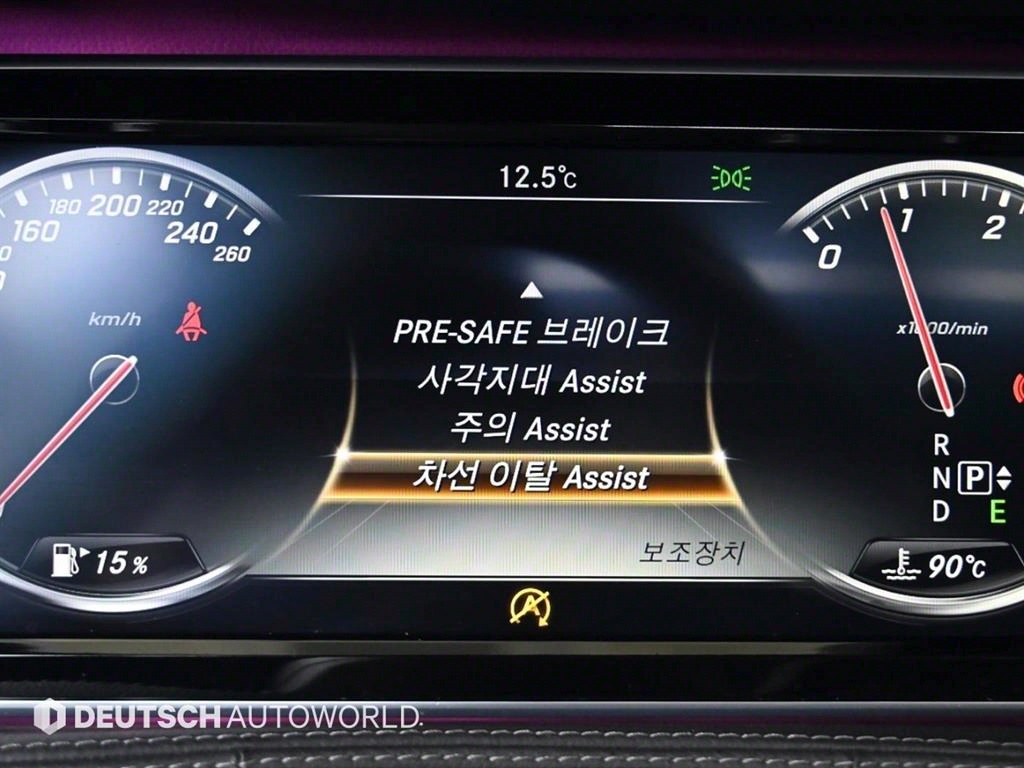 12.5°C
160 180 200 220 240 260
km/h
0 1 2
PRE-SAFE 브레이크
사각지대 Assist
주의 Assist
차선 이탈 Assist
보조장치
R
N P
D E
15%
90°C
A
DEUTSCH AUTOWORLD.